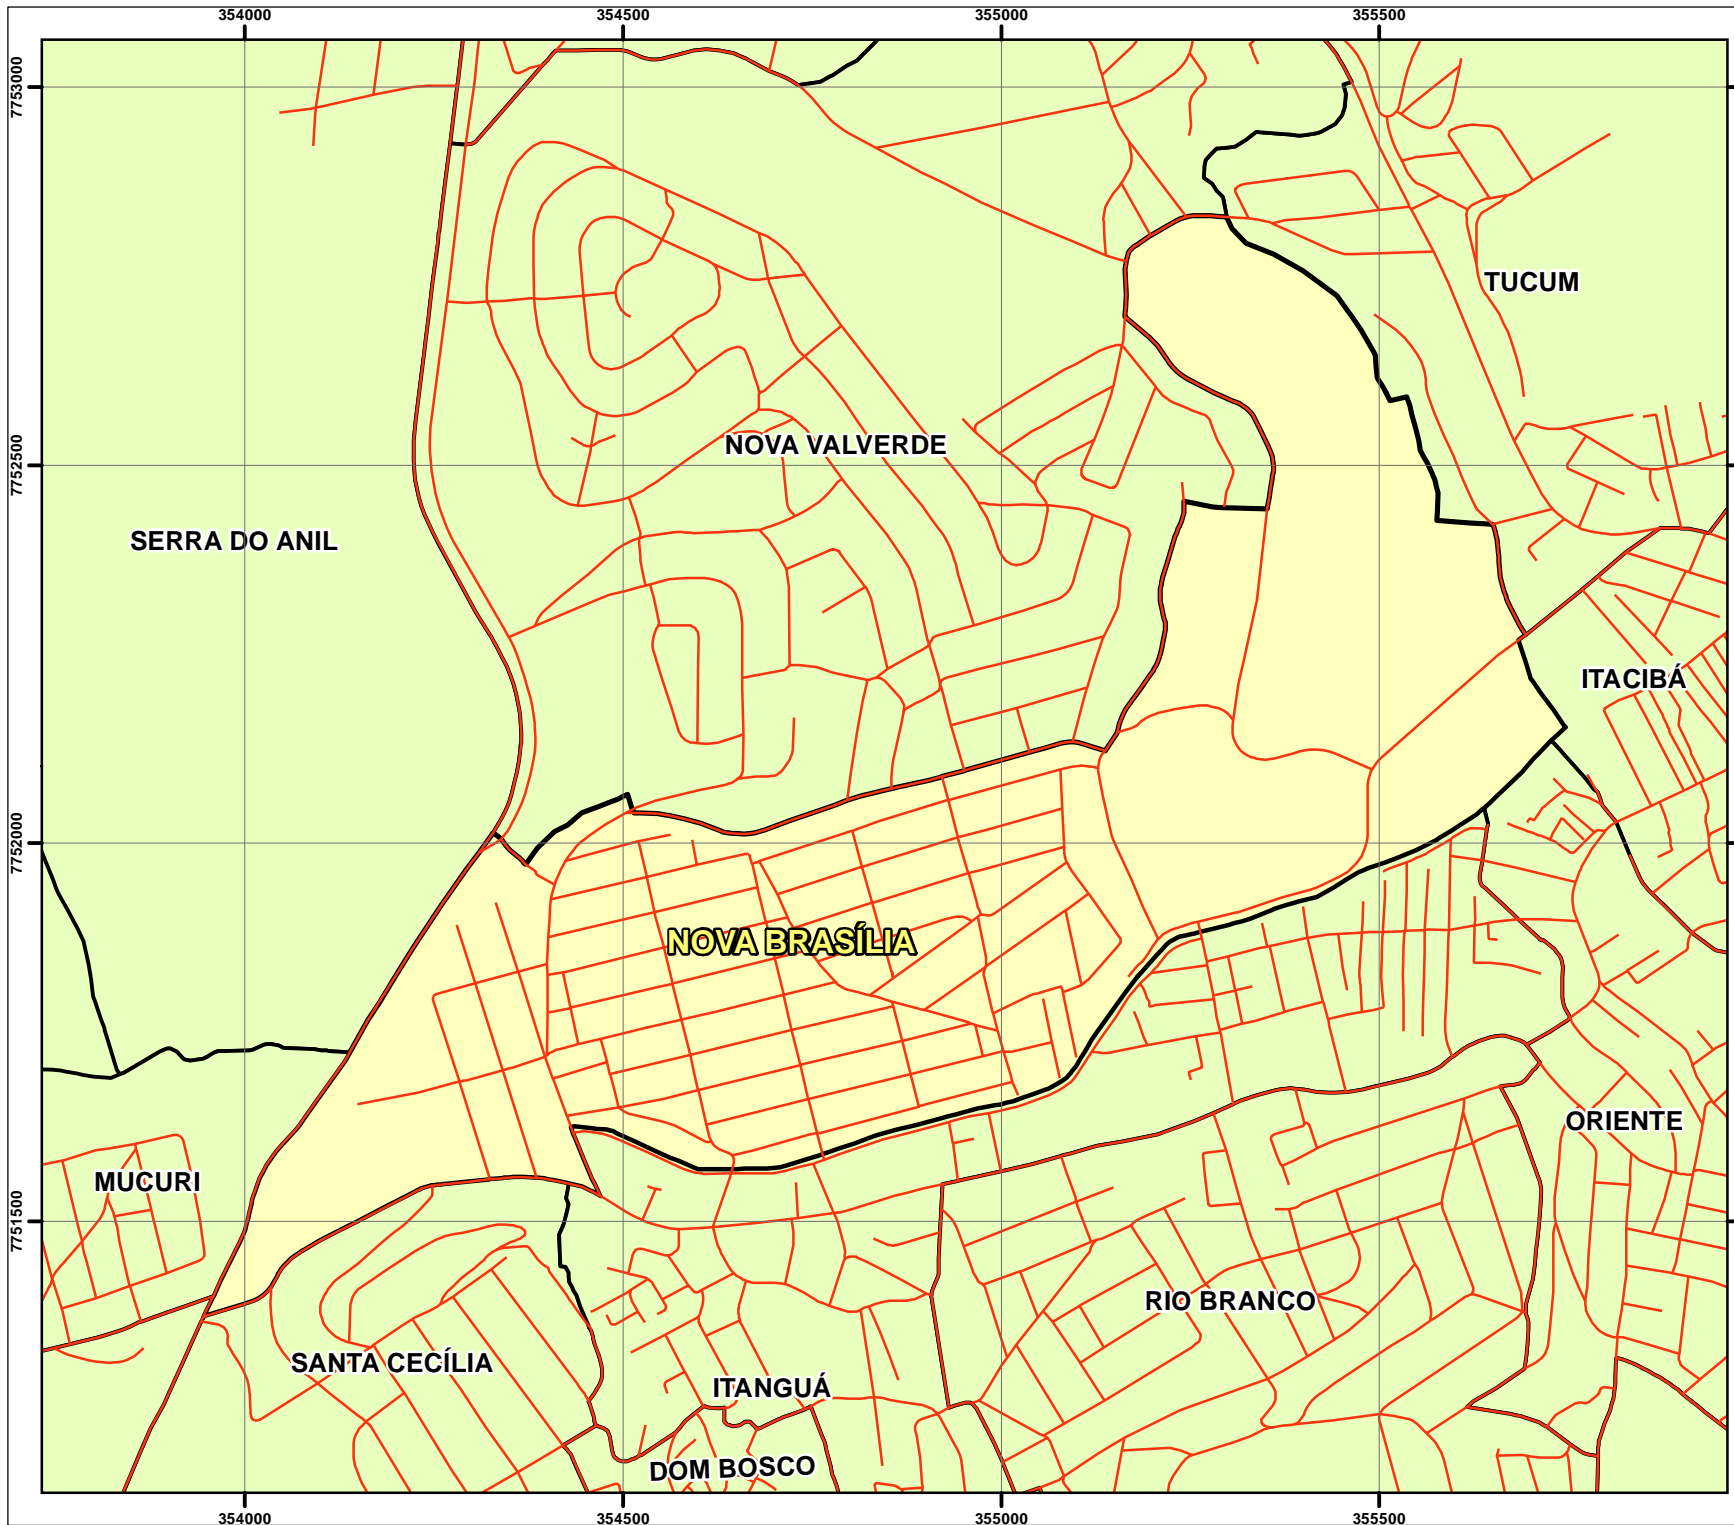 354000 354500 355000 355500
7753000
TUCUM
NOVA VALVERDE
7752500
SERRA DO ANIL
ITACIBÁ
7752000
NOVA BRASÍLIA
ORIENTE
MUCURI
7751500
RIO BRANCO
SANTA CECÍLIA
ITANGUÁ
DOM BOSCO
354000 354500 355000 355500